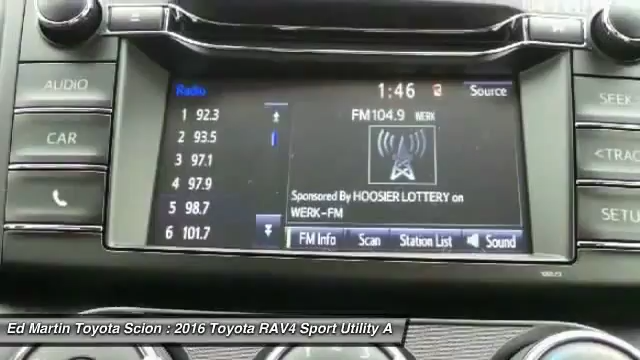 AUDIO
CAR
Radio
1:46
Source
1 92.3
2 93.5
3 97.1
4 97.9
5 98.7
6 101.7
FM104.9 WERK
Sponsored By HOOSIER LOTTERY on
WERK-FM
FM Info
Scan
Station List
Sound
SEEK
<TRAC
SETU
Ed Martin Toyota Scion : 2016 Toyota RAV4 Sport Utility A